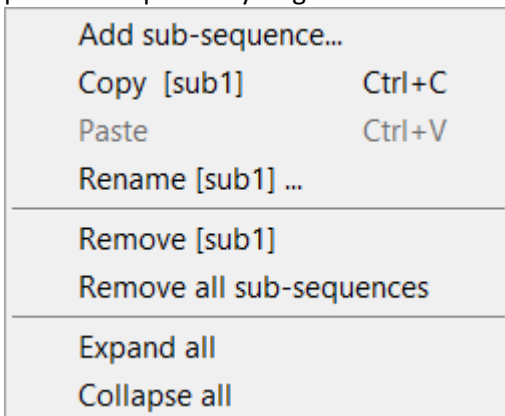 Add sub-sequence...
Copy [sub1] Ctrl+C
Paste Ctrl+V
Rename [sub1] ...
Remove [sub1]
Remove all sub-sequences
Expand all
Collapse all